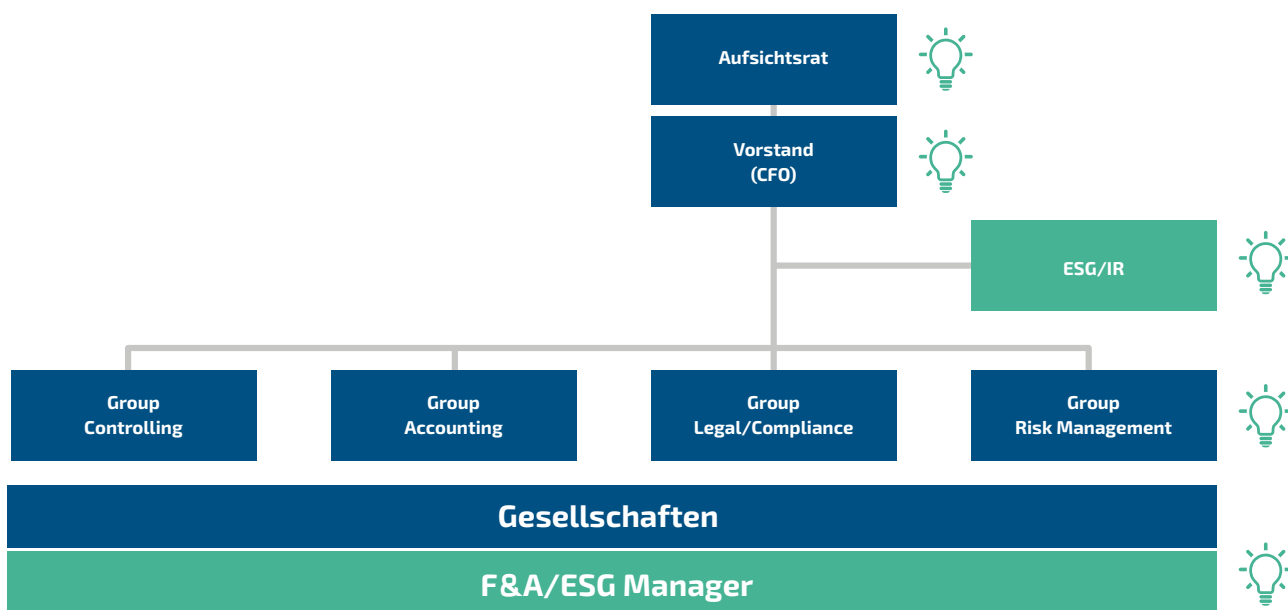 Aufsichtsrat
Vorstand
(CFO)
ESG/IR
Group
Controlling
Group
Accounting
Group
Legal/Compliance
Group
Risk Management
Gesellschaften
F&A/ESG Manager